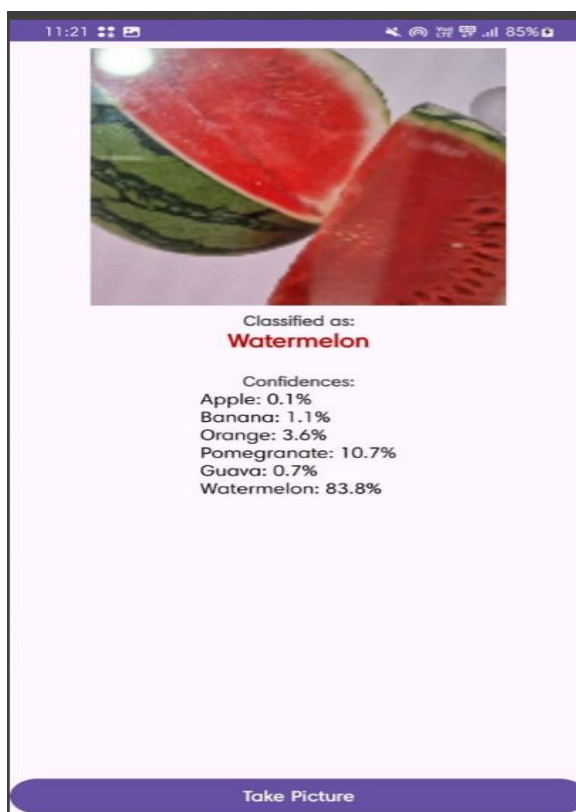 11:21 85%
Classified as:
Watermelon
Confidences:
Apple: 0.1%
Banana: 1.1%
Orange: 3.6%
Pomegranate: 10.7%
Guava: 0.7%
Watermelon: 83.8%
Take Picture